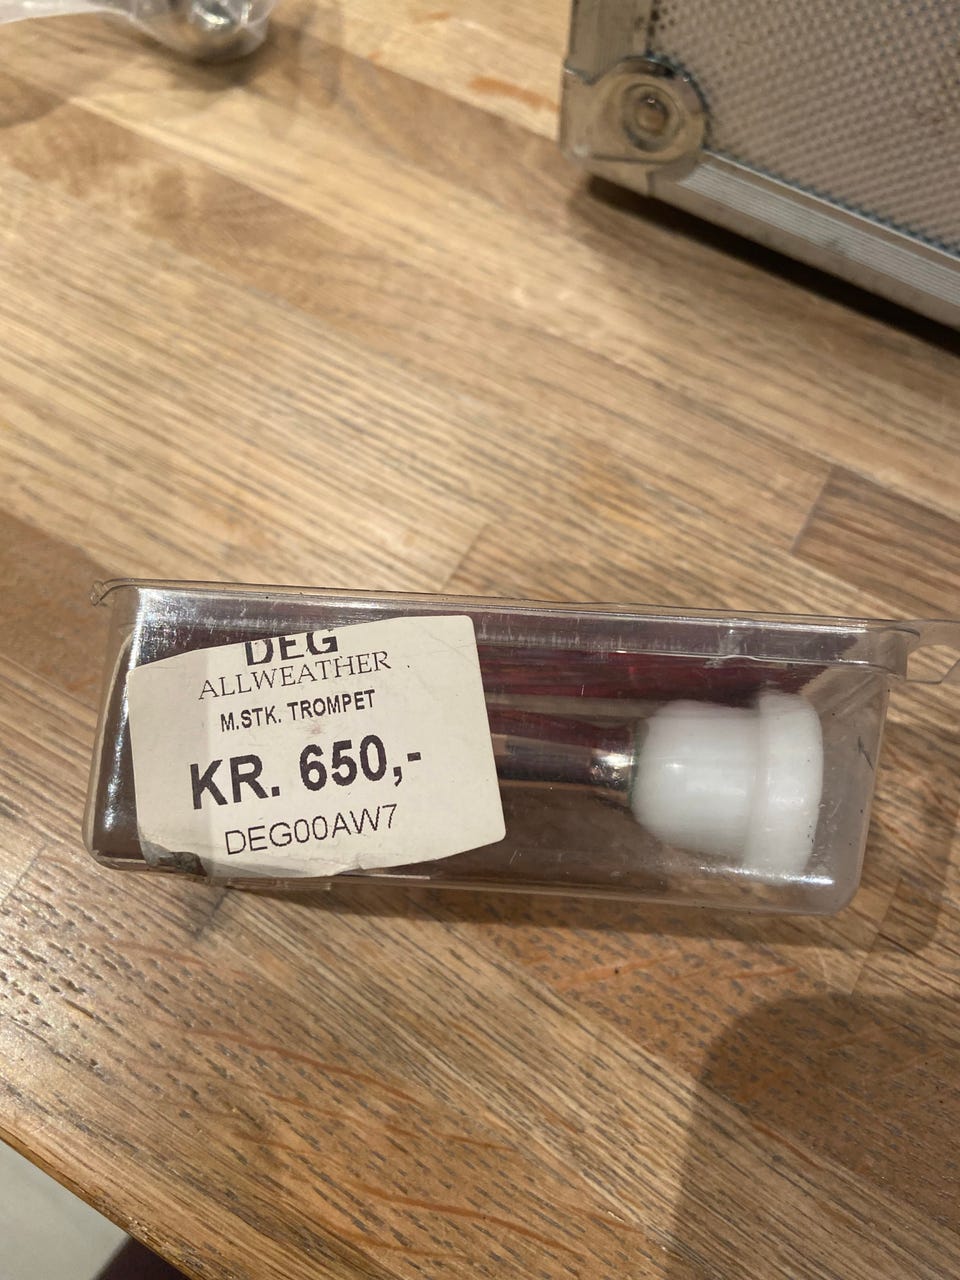 DEG
ALLWEATHER
M.STK. TROMPET
KR. 650,-
DEG00AW7